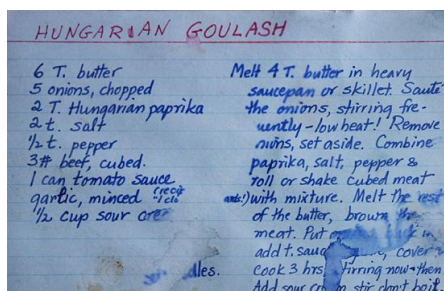 HUNGARIAN GOULASH
6 T. butter
5 onions, chopped
2 T. Hungarian paprika
2 t. salt
1/2 t. pepper
3# beef, cubed.
1 can tomato sauce
garlic, minced
1/2 cup sour
Melt 4 T. butter in heavy
saucepan or skillet. Sauté
the onions, stirring fre-
uently - low heat! Remove
set aside. Combine
paprika, salt, pepper &
roll or shake cubed meat
with mixture. Melt the rest
of the butter, brown the
meat. Put
add t. cover
cook 3 hrs. stirring now + then
Add sour stir don't boil